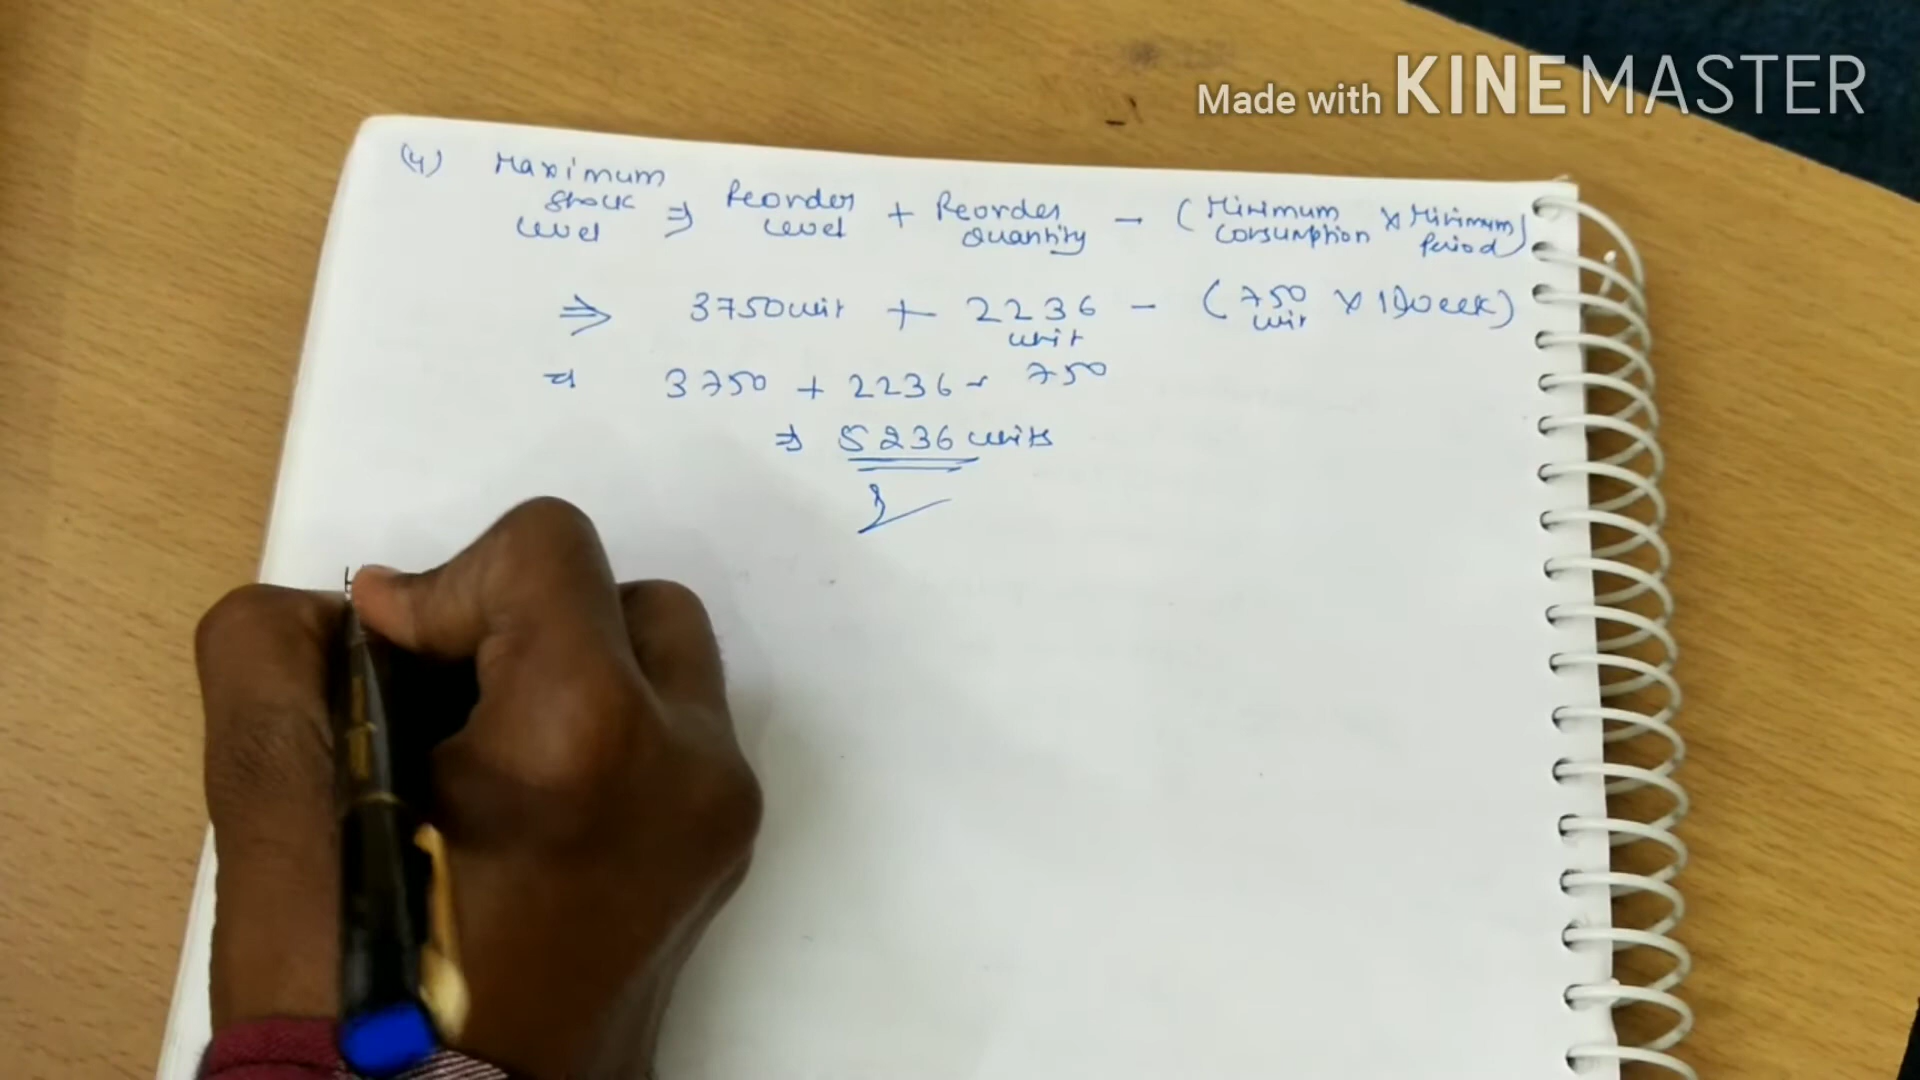 Made with KINEMASTER
(4) Maximum Stock Level ⇒ Reorder Level + Reorder Quantity - (Minimum Consumption × Minimum Period)
⇒ 3750 unit + 2236 unit - (750 unit × 1 week)
⇒ 3750 + 2236 - 750
⇒ 5236 units